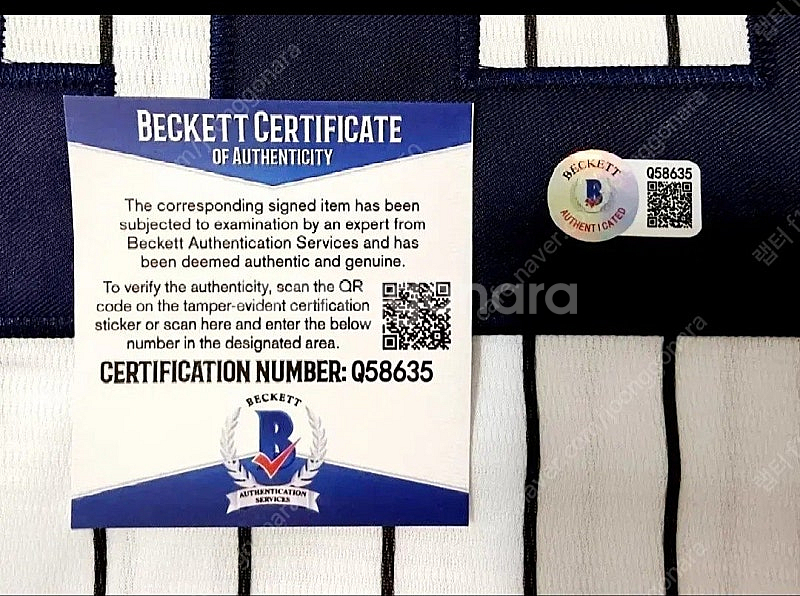 BECKETT CERTIFICATE
OF AUTHENTICITY
The corresponding signed item has been
subjected to examination by an expert from
Beckett Authentication Services and has
been deemed authentic and genuine.
To verify the authenticity, scan the QR
code on the tamper-evident certification
sticker or scan here and enter the below
number in the designated area.
CERTIFICATION NUMBER: Q58635
BECKETT
B
AUTHENTICATION
SERVICES
BECKETT
B
AUTHENTICATED
Q58635